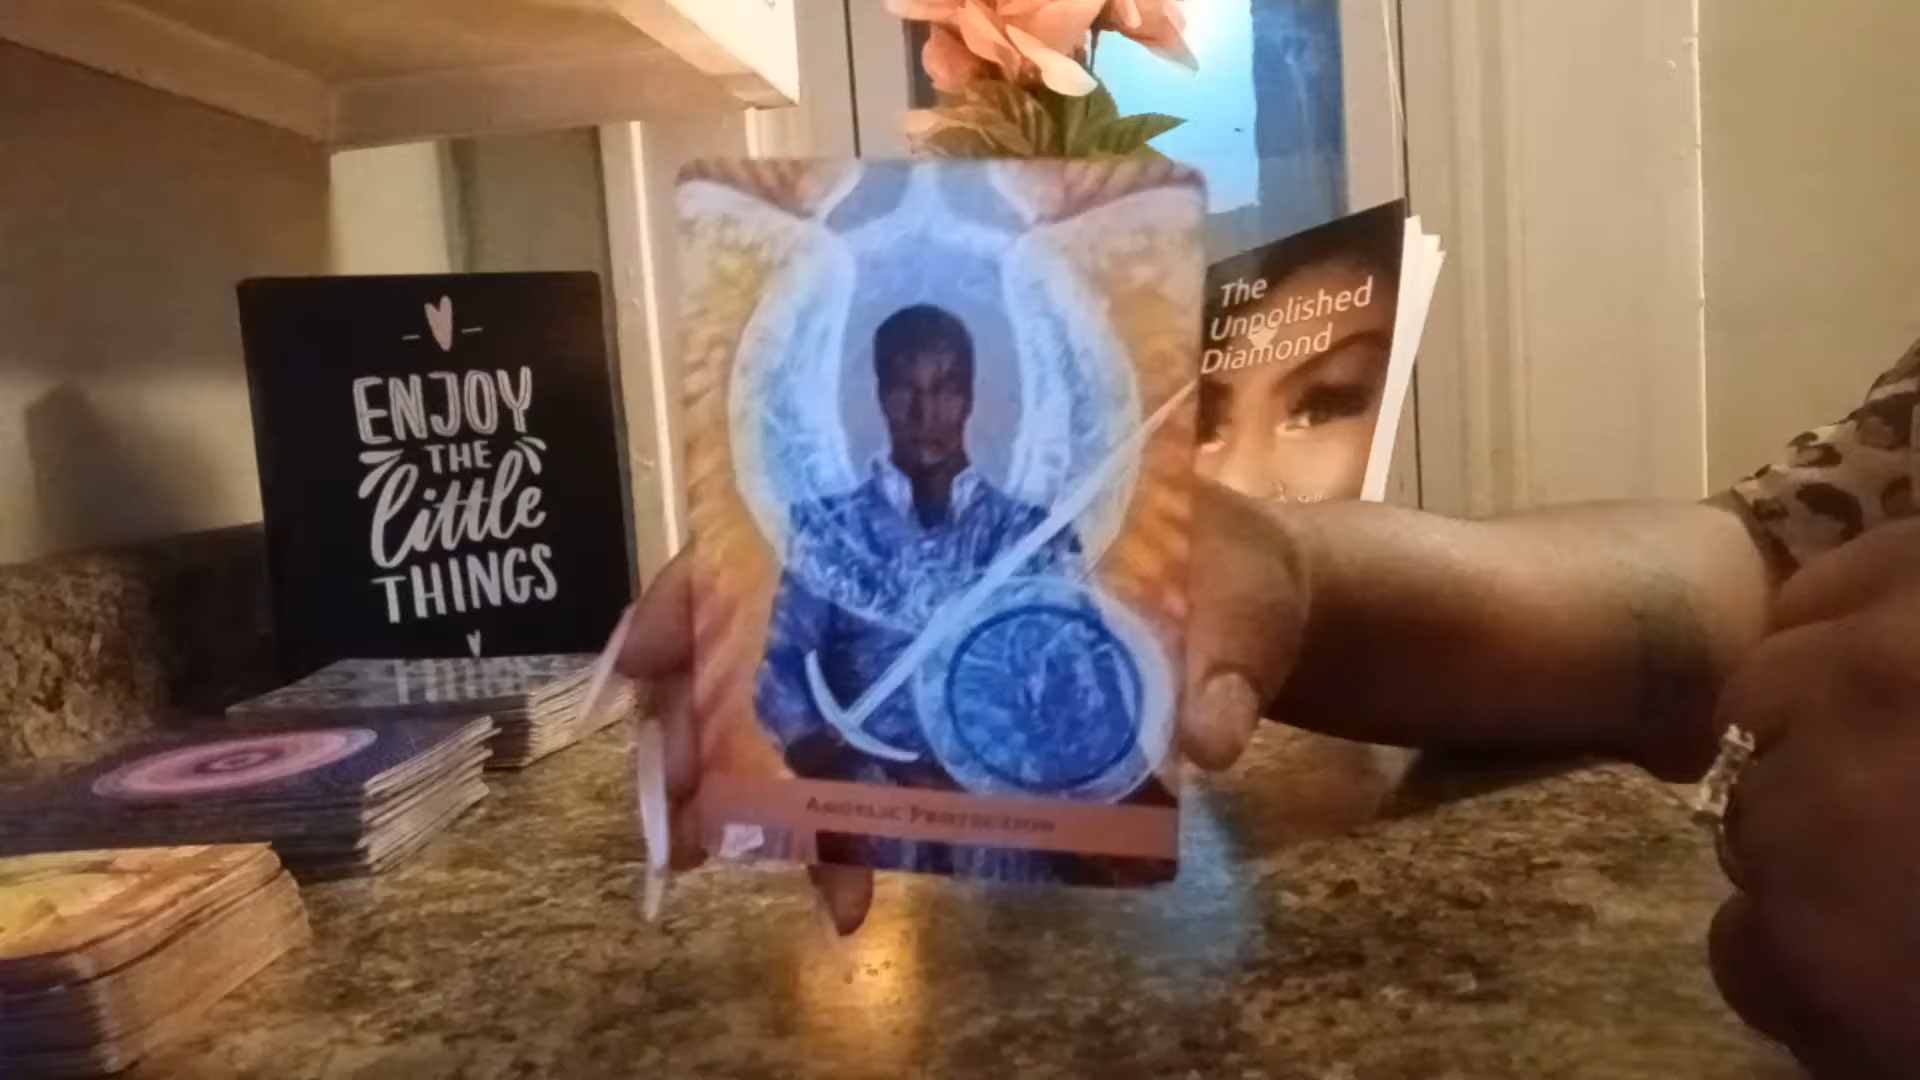 ENJOY
THE
little
THINGS
ANGELIC PROTECTION
The
Unpolished
Diamond